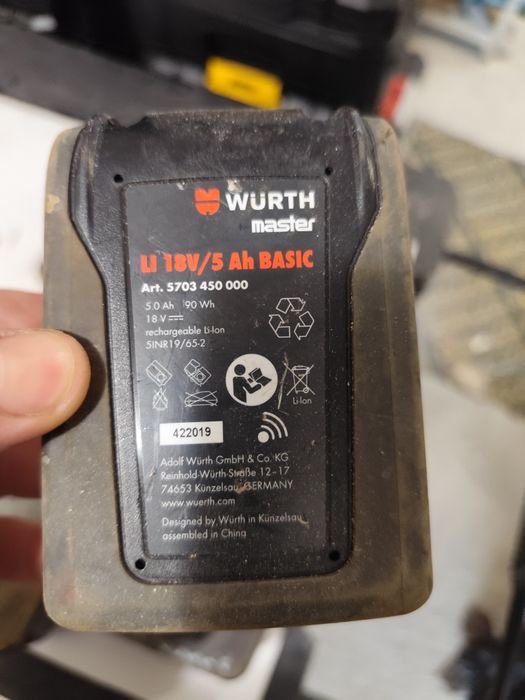 WÜRTH
master
LI 18V/5 Ah BASIC
Art. 5703 450 000
5.0 Ah 90 Wh
18 V
rechargeable Li-Ion
5INR19/65-2
Li-Ion
422019
Adolf Würth GmbH & Co. KG
Reinhold-Würth-Straße 12–17
74653 Künzelsau, GERMANY
www.wuerth.com
Designed by Würth in Künzelsau
assembled in China